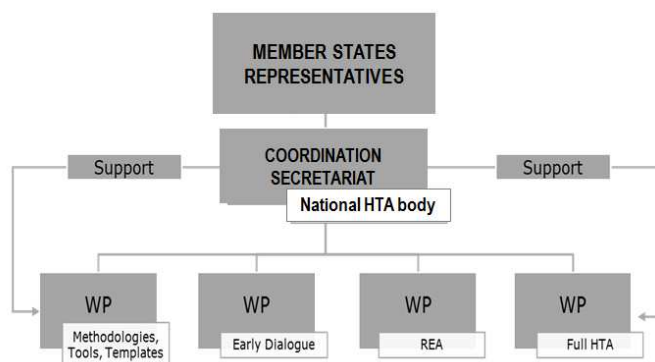 MEMBER STATES
REPRESENTATIVES
Support
COORDINATION
SECRETARIAT
Support
National HTA body
WP
WP
WP
WP
Methodologies,
Tools, Templates
Early Dialogue
REA
Full HTA